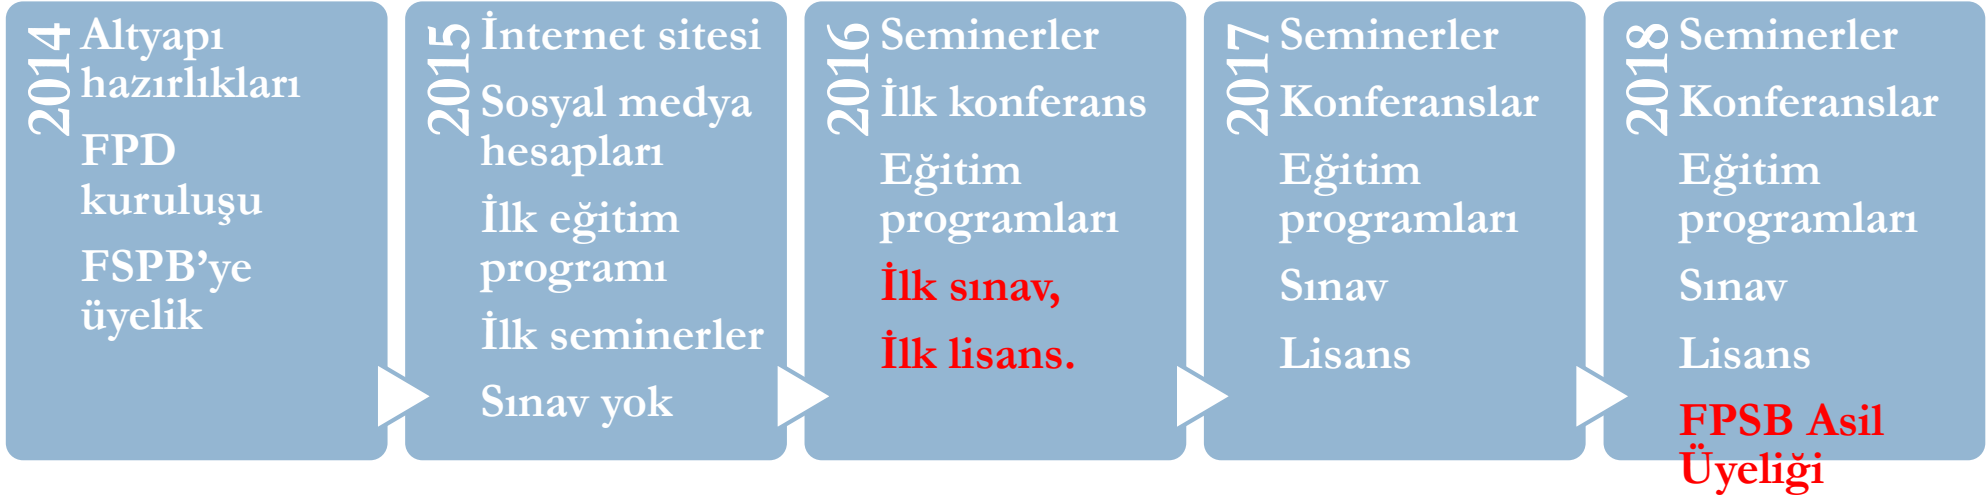 2014
Altyapı
hazırlıkları
FPD
kuruluşu
FSPB’ye
üyelik
2015
İnternet sitesi
Sosyal medya
hesapları
İlk eğitim
programı
İlk seminerler
Sınav yok
2016
Seminerler
İlk konferans
Eğitim
programları
İlk sınav,
İlk lisans.
2017
Seminerler
Konferanslar
Eğitim
programları
Sınav
Lisans
2018
Seminerler
Konferanslar
Eğitim
programları
Sınav
Lisans
FPSB Asil
Üyeliği